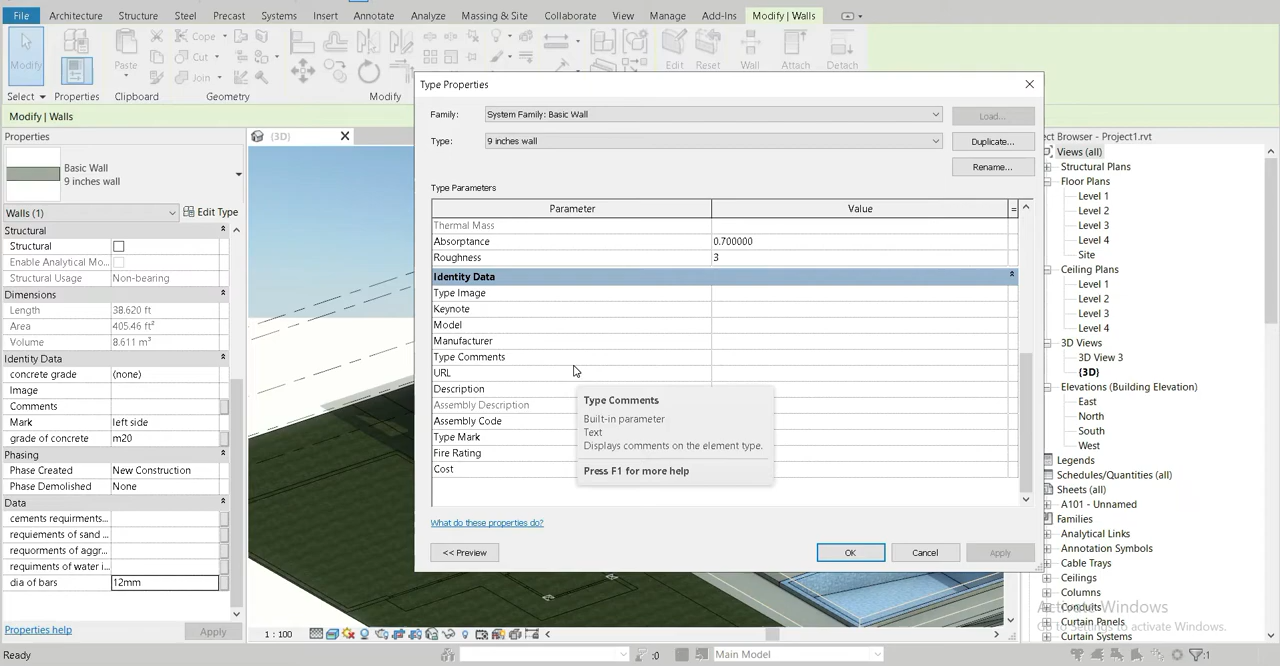 File Architecture Structure Steel Precast Systems Insert Annotate Analyze Massing & Site Collaborate View Manage Add-Ins Modify | Walls
Cope
Cut
Join
Modify
Paste
Edit Reset Wall Attach Detach
Select Properties Clipboard Geometry Modify
Modify | Walls
Type Properties
Family: System Family: Basic Wall Load...
Type: 9 inches wall Duplicate...
Rename...
Type Parameters
Parameter Value =
Thermal Mass
Absorptance 0.700000
Roughness 3
Identity Data
Type Image
Keynote
Model
Manufacturer
Type Comments
URL
Description
Assembly Description
Assembly Code
Type Mark
Fire Rating
Cost
Type Comments
Built-in parameter
Text
Displays comments on the element type.
Press F1 for more help
What do these properties do?
<< Preview OK Cancel Apply
Properties
Basic Wall
9 inches wall
Walls (1) Edit Type
Structural
Structural
Enable Analytical Mo...
Structural Usage Non-bearing
Dimensions
Length 38.620 ft
Area 405.46 ft²
Volume 8.611 m³
Identity Data
concrete grade (none)
Image
Comments
Mark left side
grade of concrete m20
Phasing
Phase Created New Construction
Phase Demolished None
Data
cements requirments...
requiements of sand ...
requorments of aggr...
requiments of water i...
dia of bars 12mm
Properties help Apply
{3D}
ect Browser - Project1.rvt
Views (all)
Structural Plans
Floor Plans
Level 1
Level 2
Level 3
Level 4
Site
Ceiling Plans
Level 1
Level 2
Level 3
Level 4
3D Views
3D View 3
{3D}
Elevations (Building Elevation)
East
North
South
West
Legends
Schedules/Quantities (all)
Sheets (all)
A101 - Unnamed
Families
Analytical Links
Annotation Symbols
Cable Trays
Ceilings
Columns
Conduits
Curtain Panels
Curtain Systems
Activate Windows
Go to Settings to activate Windows.
1 : 100
Ready :0 Main Model :1